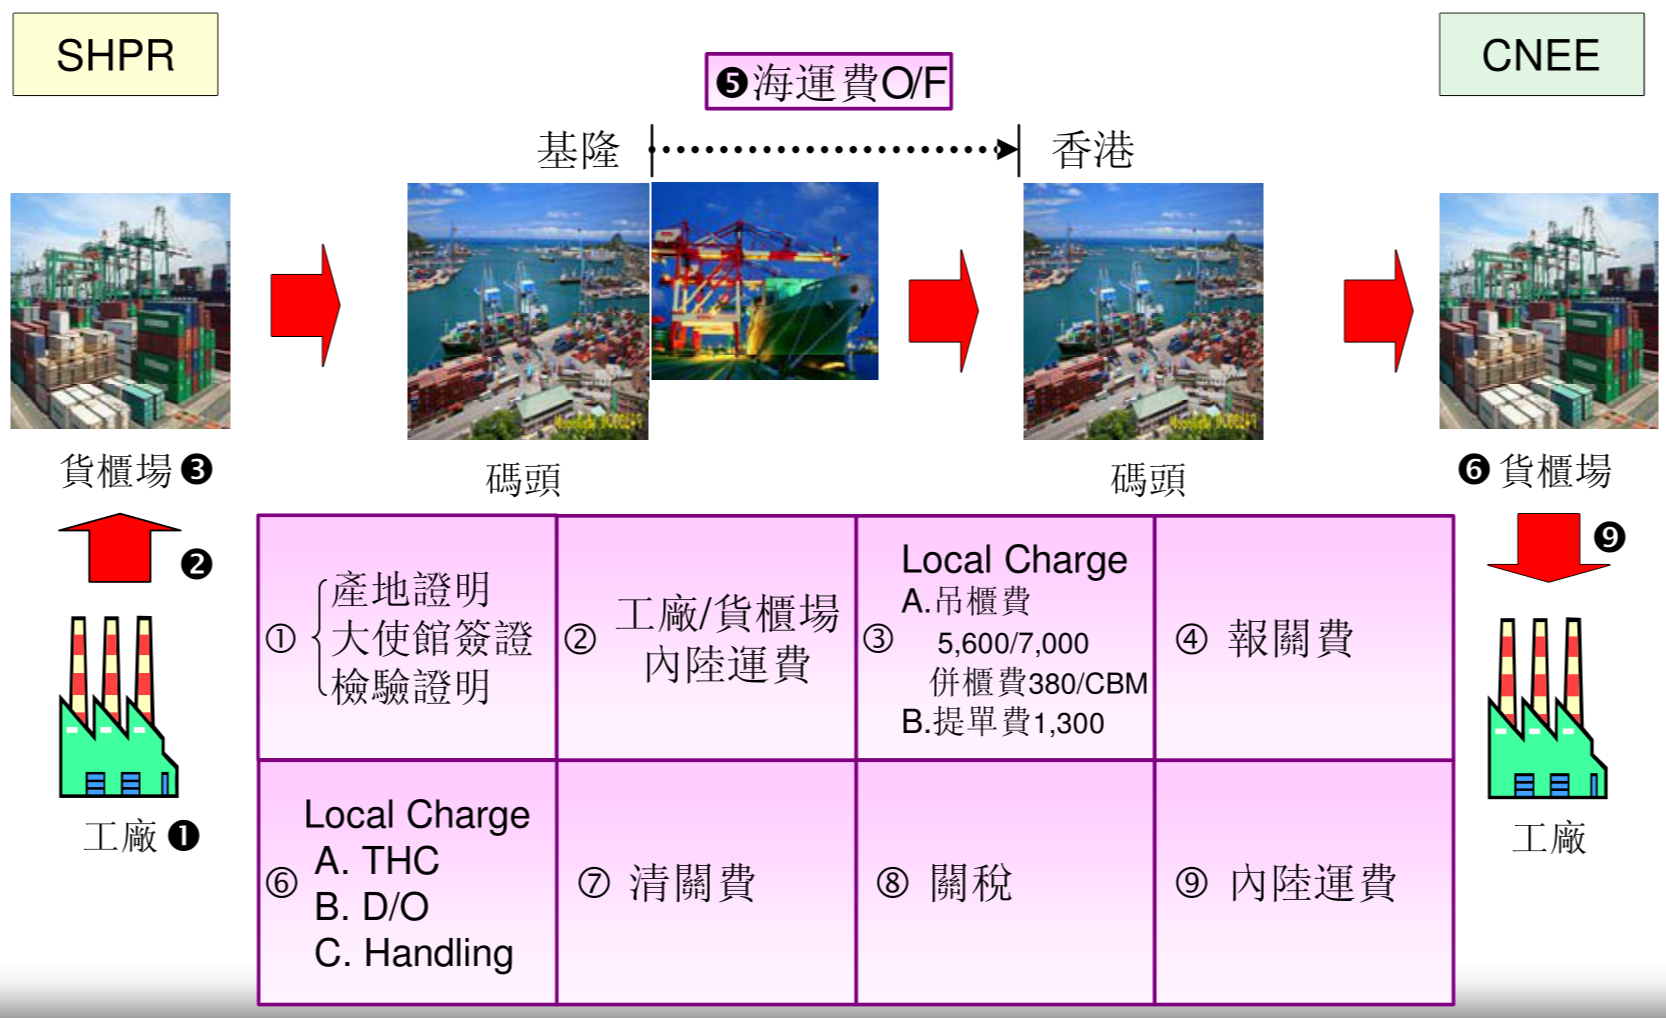 SHPR
CNEE
❺海運費O/F
基隆
香港
貨櫃場❸
碼頭
碼頭
❻貨櫃場
❷
❾
① 產地證明
大使館簽證
檢驗證明
② 工廠/貨櫃場
內陸運費
③ Local Charge
A.吊櫃費
5,600/7,000
併櫃費380/CBM
B.提單費1,300
④ 報關費
工廠❶
工廠
⑥ Local Charge
A. THC
B. D/O
C. Handling
⑦ 清關費
⑧ 關稅
⑨ 內陸運費